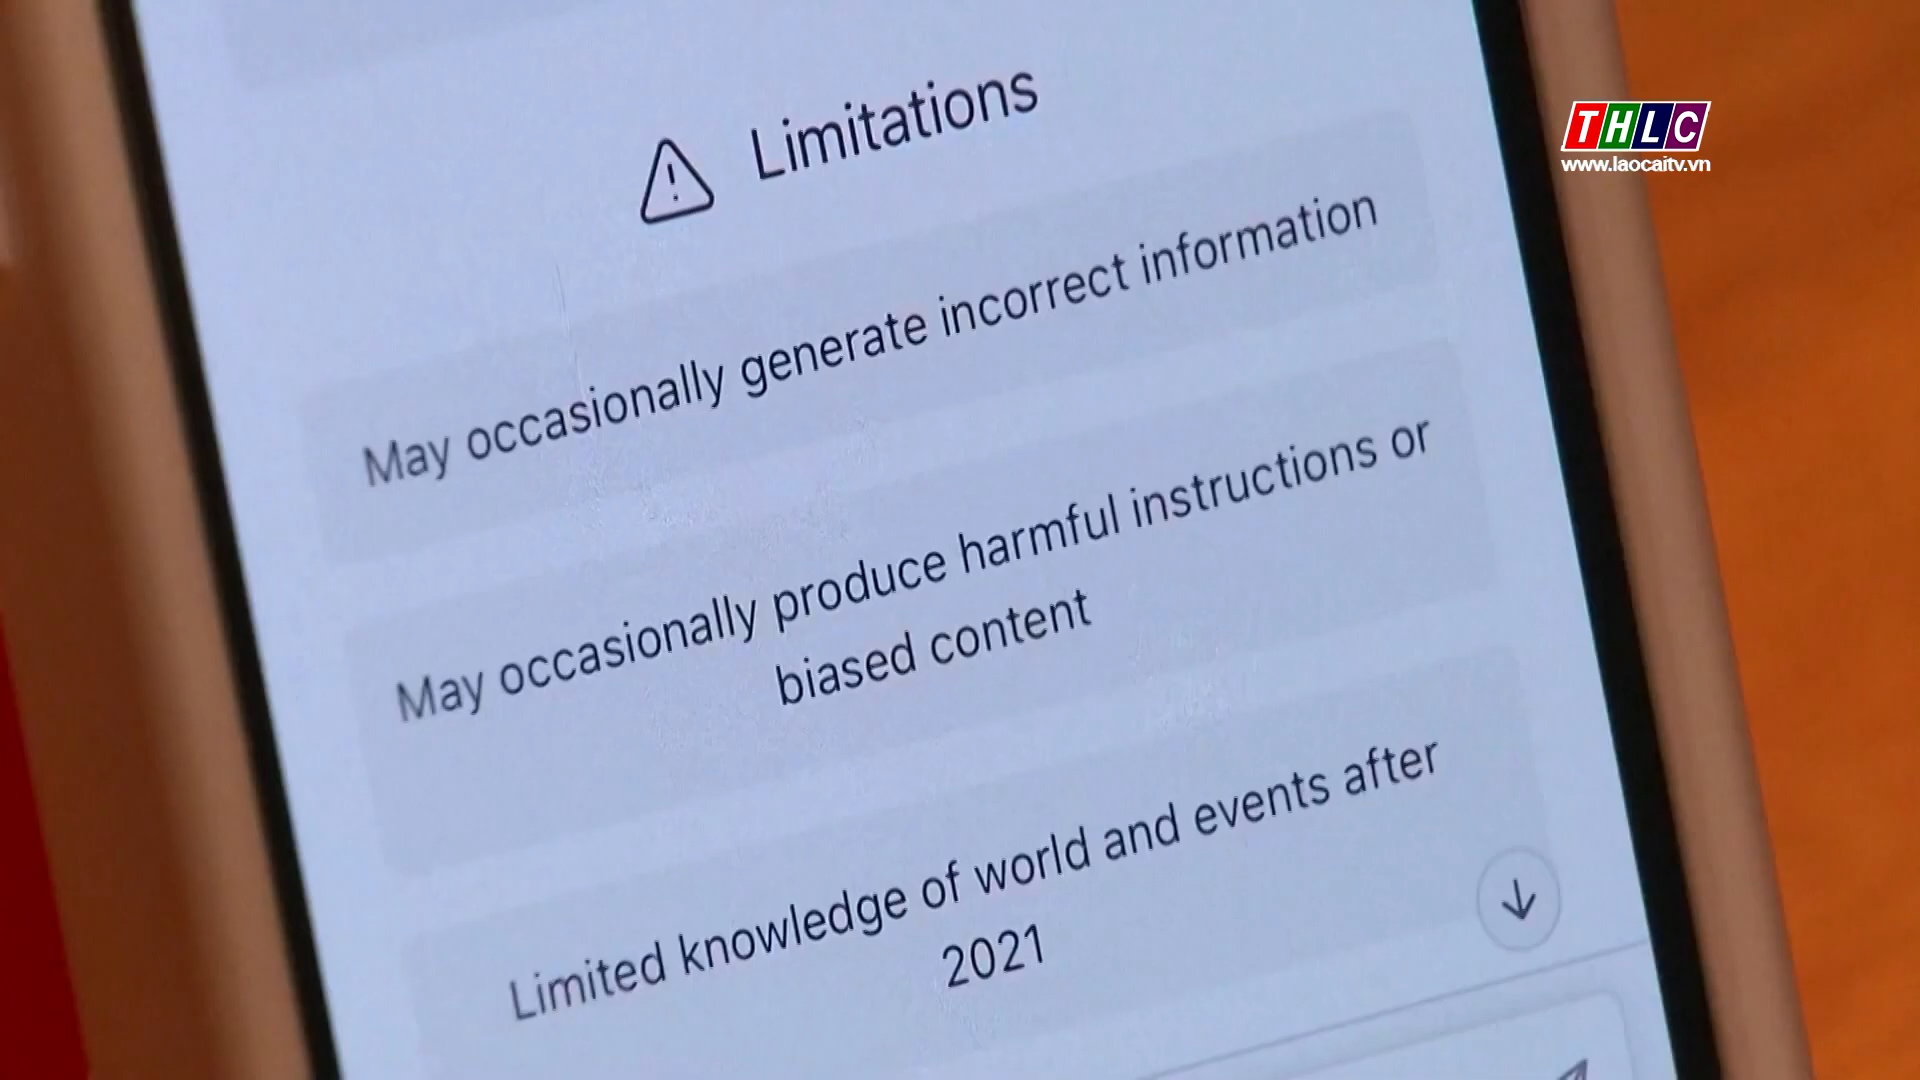 Limitations
THLC
www.laocaitv.vn
May occasionally generate incorrect information
May occasionally produce harmful instructions or
biased content
Limited knowledge of world and events after
2021